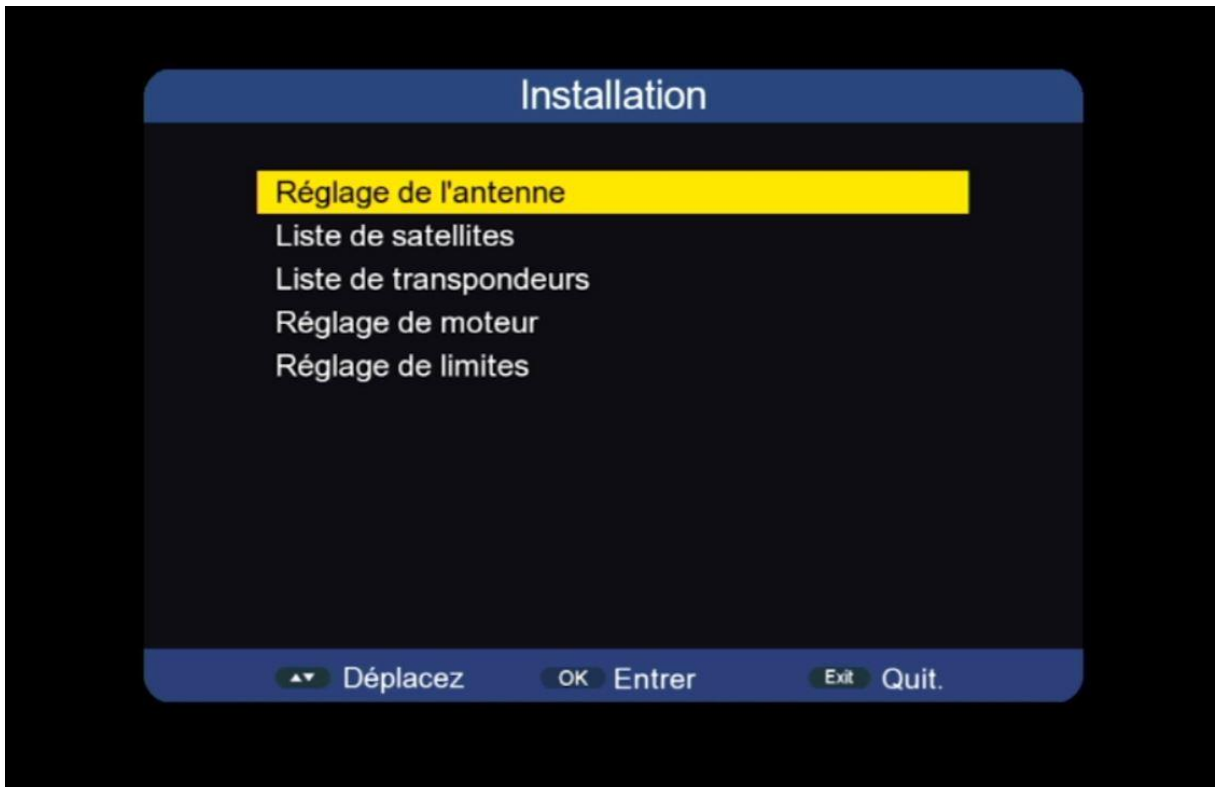 Installation
Réglage de l'antenne
Liste de satellites
Liste de transpondeurs
Réglage de moteur
Réglage de limites
▲▼ Déplacez OK Entrer Exit Quit.